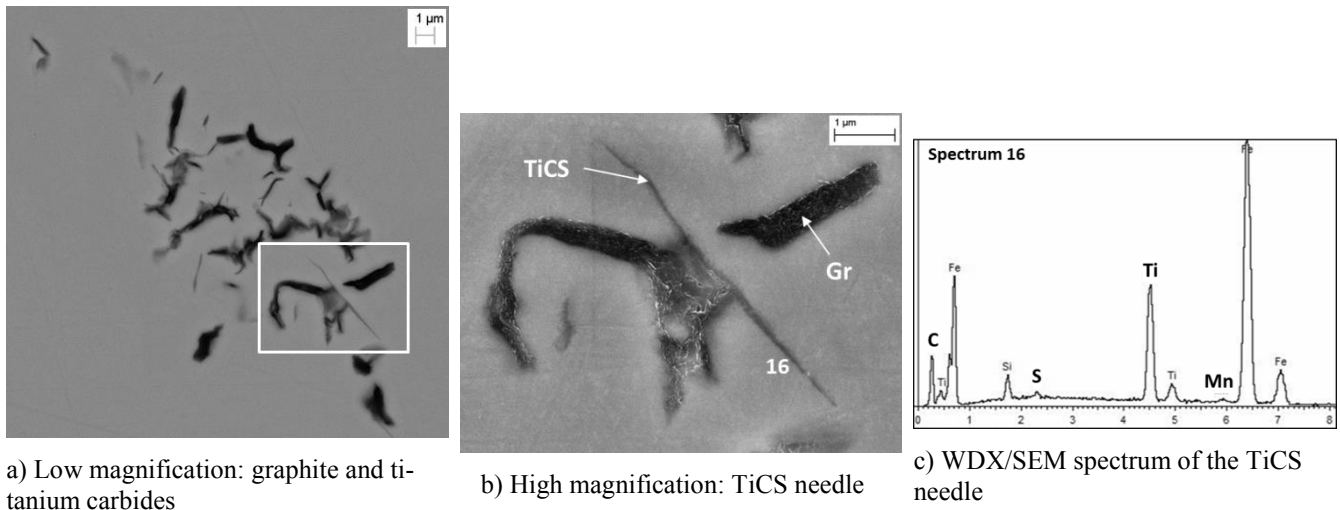 1 µm
1 µm
TiCS
Gr
16
Spectrum 16
Fe
Fe
Ti
C
Ti
Si
S
Ti
Mn
Fe
0 1 2 3 4 5 6 7 8
a) Low magnification: graphite and ti-
tanium carbides
b) High magnification: TiCS needle
c) WDX/SEM spectrum of the TiCS
needle